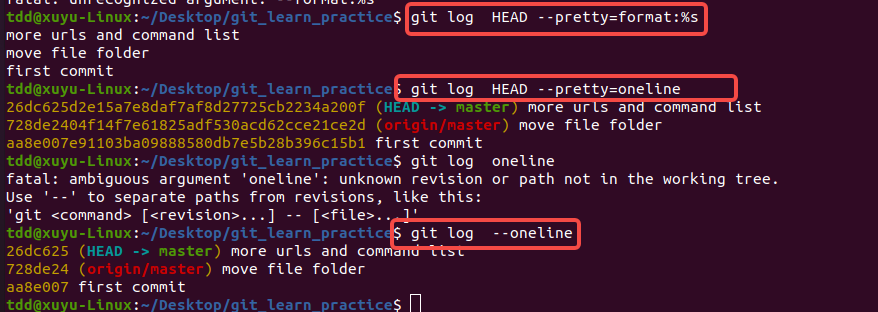 fatal: unrecognized argument: --format:%s
tdd@xuyu-Linux:~/Desktop/git_learn_practice$ git log  HEAD --pretty=format:%s
more urls and command list
move file folder
first commit
tdd@xuyu-Linux:~/Desktop/git_learn_practice$ git log  HEAD --pretty=oneline
26dc625d2e15a7e8daf7af8d27725cb2234a200f (HEAD -> master) more urls and command list
728de2404f14f7e61825adf530acd62cce21ce2d (origin/master) move file folder
aa8e007e91103ba09888580db7e5b28b396c15b1 first commit
tdd@xuyu-Linux:~/Desktop/git_learn_practice$ git log  oneline
fatal: ambiguous argument 'oneline': unknown revision or path not in the working tree.
Use '--' to separate paths from revisions, like this:
'git <command> [<revision>...] -- [<file>...]'
tdd@xuyu-Linux:~/Desktop/git_learn_practice$ git log  --oneline
26dc625 (HEAD -> master) more urls and command list
728de24 (origin/master) move file folder
aa8e007 first commit
tdd@xuyu-Linux:~/Desktop/git_learn_practice$